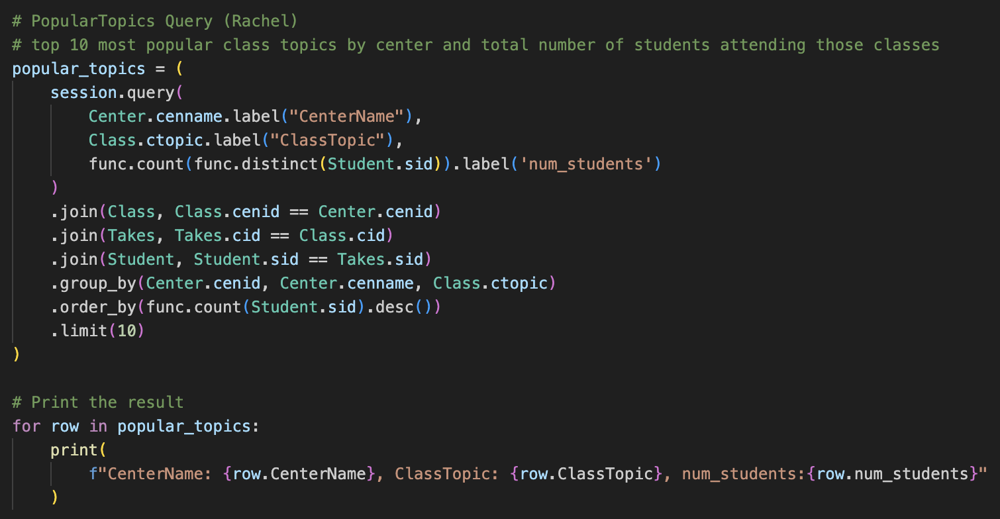 # PopularTopics Query (Rachel)
# top 10 most popular class topics by center and total number of students attending those classes
popular_topics = (
    session.query(
        Center.cenname.label("CenterName"),
        Class.ctopic.label("ClassTopic"),
        func.count(func.distinct(Student.sid)).label('num_students')
    )
    .join(Class, Class.cenid == Center.cenid)
    .join(Takes, Takes.cid == Class.cid)
    .join(Student, Student.sid == Takes.sid)
    .group_by(Center.cenid, Center.cenname, Class.ctopic)
    .order_by(func.count(Student.sid).desc())
    .limit(10)
)

# Print the result
for row in popular_topics:
    print(
        f"CenterName: {row.CenterName}, ClassTopic: {row.ClassTopic}, num_students:{row.num_students}"
    )